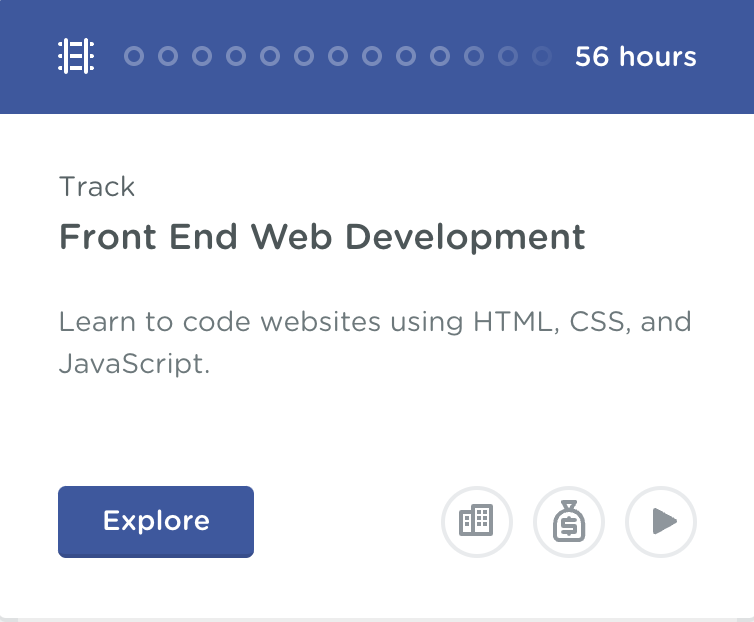 56 hours
Track
Front End Web Development
Learn to code websites using HTML, CSS, and
JavaScript.
Explore